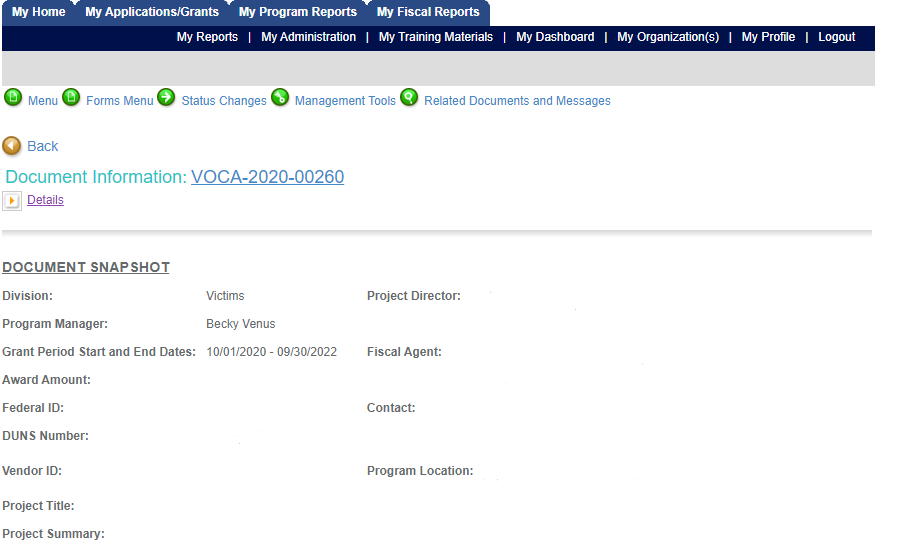 My Home My Applications/Grants My Program Reports My Fiscal Reports
My Reports | My Administration | My Training Materials | My Dashboard | My Organization(s) | My Profile | Logout
Menu Forms Menu Status Changes Management Tools Related Documents and Messages
Back
Document Information: VOCA-2020-00260
Details
DOCUMENT SNAPSHOT
Division: Victims Project Director:
Program Manager: Becky Venus
Grant Period Start and End Dates: 10/01/2020 - 09/30/2022 Fiscal Agent:
Award Amount:
Federal ID: Contact:
DUNS Number:
Vendor ID: Program Location:
Project Title:
Project Summary: